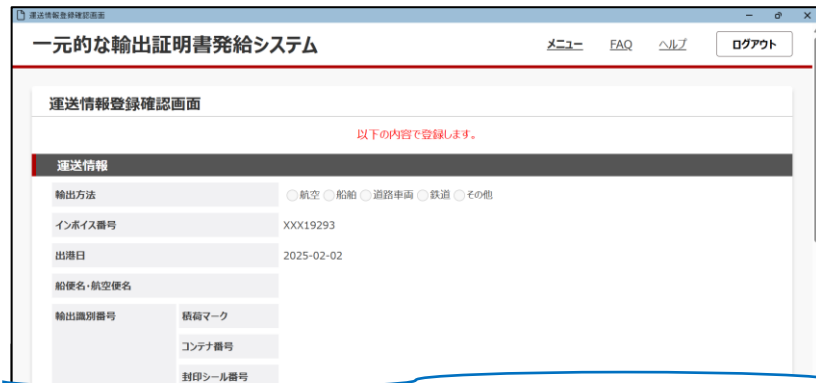 運送情報登録確認画面
一元的な輸出証明書発給システム メニュー FAQ ヘルプ ログアウト
運送情報登録確認画面
以下の内容で登録します。
運送情報
輸出方法 航空 船舶 道路車両 鉄道 その他
インボイス番号 XXX19293
出港日 2025-02-02
船便名・航空便名
輸出識別番号 積荷マーク
コンテナ番号
封印シール番号